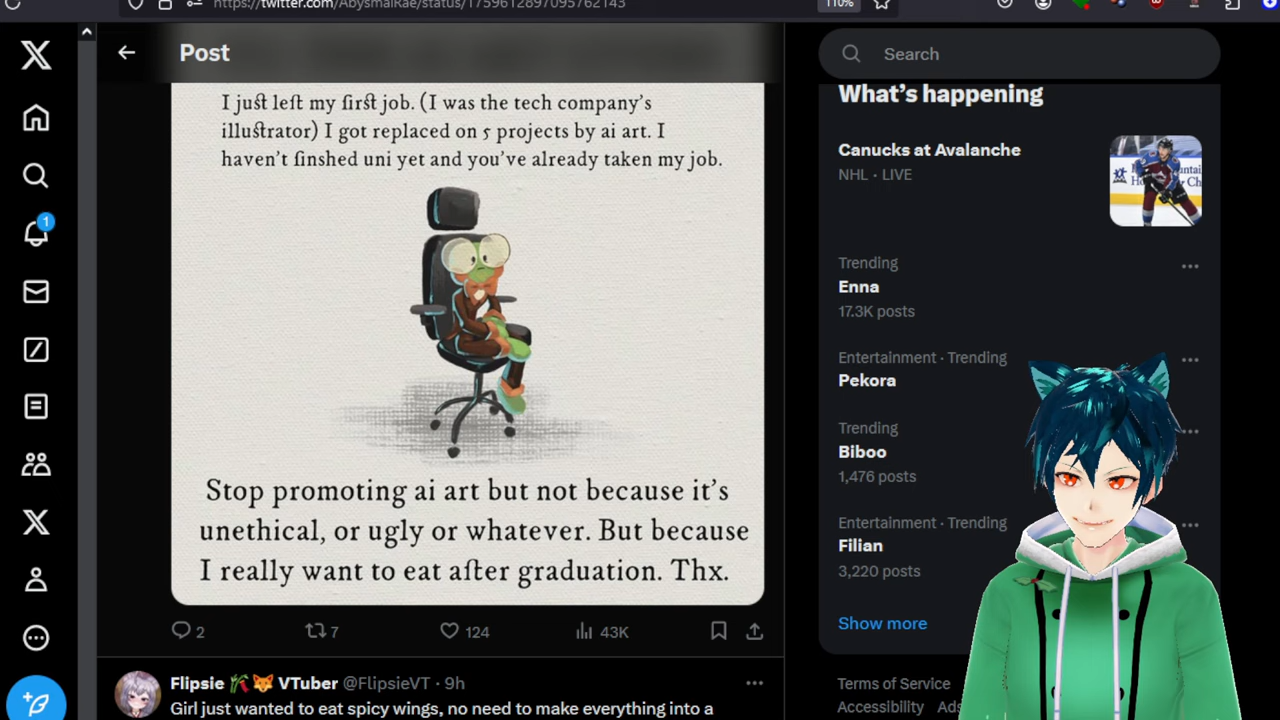 https://twitter.com/AbysmalRae/status/1759612897095762143
110%
Post
Search
I just left my first job. (I was the tech company's
illustrator) I got replaced on 5 projects by ai art. I
haven't finshed uni yet and you've already taken my job.
Stop promoting ai art but not because it's
unethical, or ugly or whatever. But because
I really want to eat after graduation. Thx.
2
7
124
43K
Flipsie VTuber @FlipsieVT · 9h
Girl just wanted to eat spicy wings, no need to make everything into a
1
What's happening
Canucks at Avalanche
NHL · LIVE
Trending
Enna
17.3K posts
Entertainment · Trending
Pekora
Trending
Biboo
1,476 posts
Entertainment · Trending
Filian
3,220 posts
Show more
Terms of Service
Accessibility